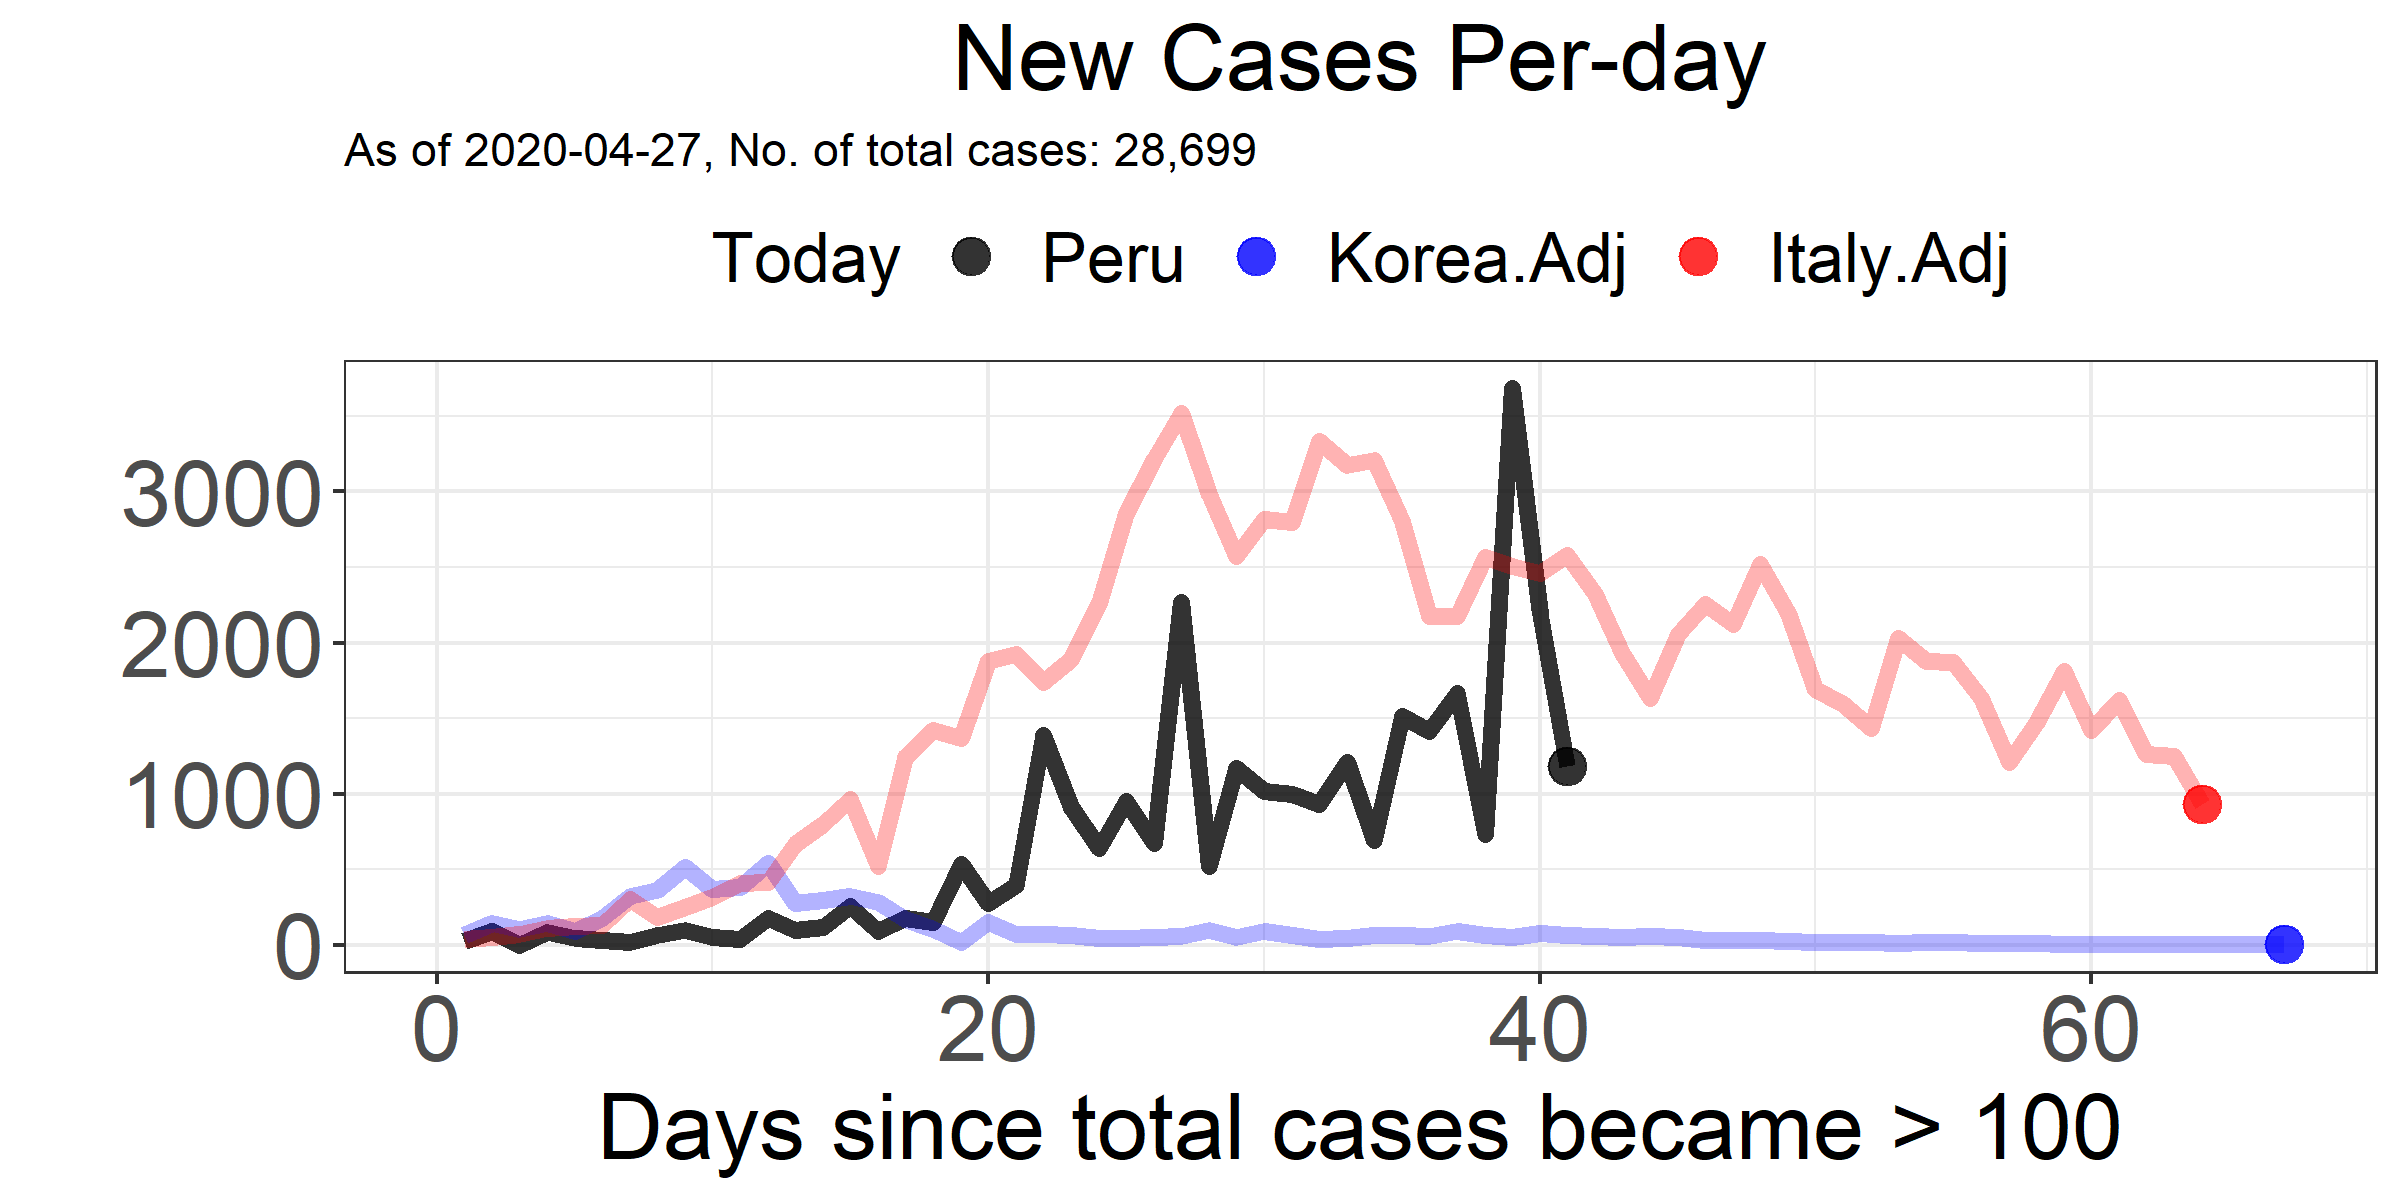 New Cases Per-day
As of 2020-04-27, No. of total cases: 28,699
Today Peru Korea.Adj Italy.Adj
3000
2000
1000
0
0 20 40 60
Days since total cases became > 100